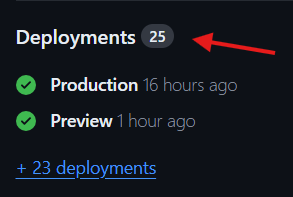 Deployments 25
Production 16 hours ago
Preview 1 hour ago
+ 23 deployments